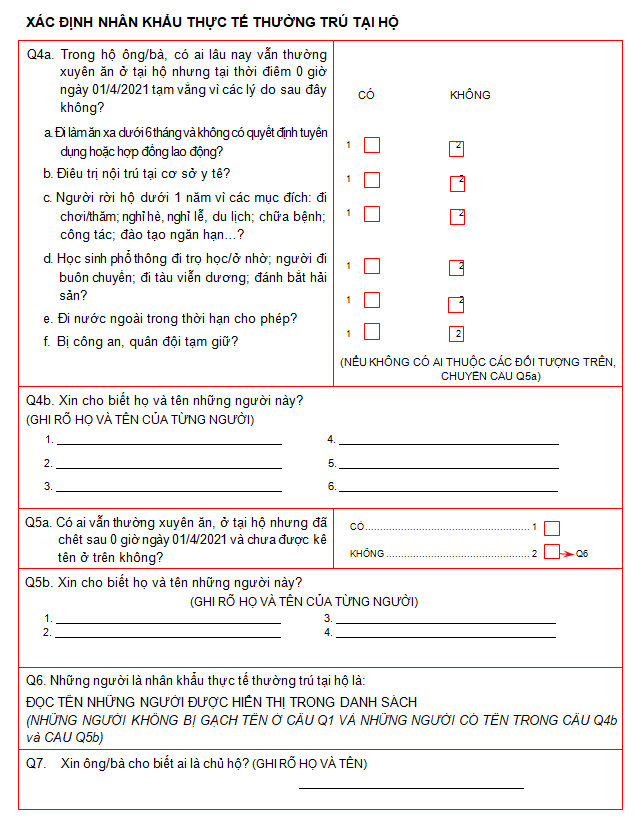 XÁC ĐỊNH NHÂN KHẨU THỰC TẾ THƯỜNG TRÚ TẠI HỘ
Q4a. Trong hộ ông/bà, có ai lâu nay vẫn thường
xuyên ăn ở tại hộ nhưng tại thời điêm 0 giờ
ngày 01/4/2021 tạm vắng vì các lý do sau đây
không?
CÓ KHÔNG
a. Đi làm ăn xa dưới 6 tháng và không có quyết định tuyển
dụng hoặc hợp đồng lao động?
1 2
b. Điêu trị nội trú tại cơ sở y tê?
1 2
c. Người rời hộ dưới 1 năm vì các mục đích: đi
chơi/thăm; nghỉ hè, nghỉ lễ, du lịch; chữa bệnh;
công tác; đào tạo ngăn hạn…?
1 2
d. Học sinh phổ thông đi trọ học/ở nhờ; người đi
buôn chuyến; đi tàu viễn dương; đánh bắt hải
sản?
1 2
e. Đi nước ngoài trong thời hạn cho phép?
1 2
f. Bị công an, quân đội tạm giữ?
1 2
(NẾU KHÔNG CÓ AI THUỘC CÁC ĐỐI TƯỢNG TRÊN,
CHUYỂN CAU Q5a)
Q4b. Xin cho biết họ và tên những người này?
(GHI RÕ HỌ VÀ TÊN CỦA TỪNG NGƯỜI)
1. 4.
2. 5.
3. 6.
Q5a. Có ai vẫn thường xuyên ăn, ở tại hộ nhưng đã
chêt sau 0 giờ ngày 01/4/2021 và chưa được kê
tên ở trên không?
CÓ 1
KHÔNG 2 Q6
Q5b. Xin cho biết họ và tên những người này?
(GHI RÕ HỌ VÀ TÊN CỦA TỪNG NGƯỜI)
1. 3.
2. 4.
Q6. Những người là nhân khẩu thực tế thường trú tại hộ là:
ĐỌC TÊN NHỮNG NGƯỜI ĐƯỢC HIỂN THỊ TRONG DANH SÁCH
(NHỮNG NGƯỜI KHÔNG BỊ GẠCH TÊN Ở CÂU Q1 VÀ NHỮNG NGƯỜI CÓ TÊN TRONG CÂU Q4b
và CAU Q5b)
Q7. Xin ông/bà cho biết ai là chủ hộ? (GHI RÕ HỌ VÀ TÊN)